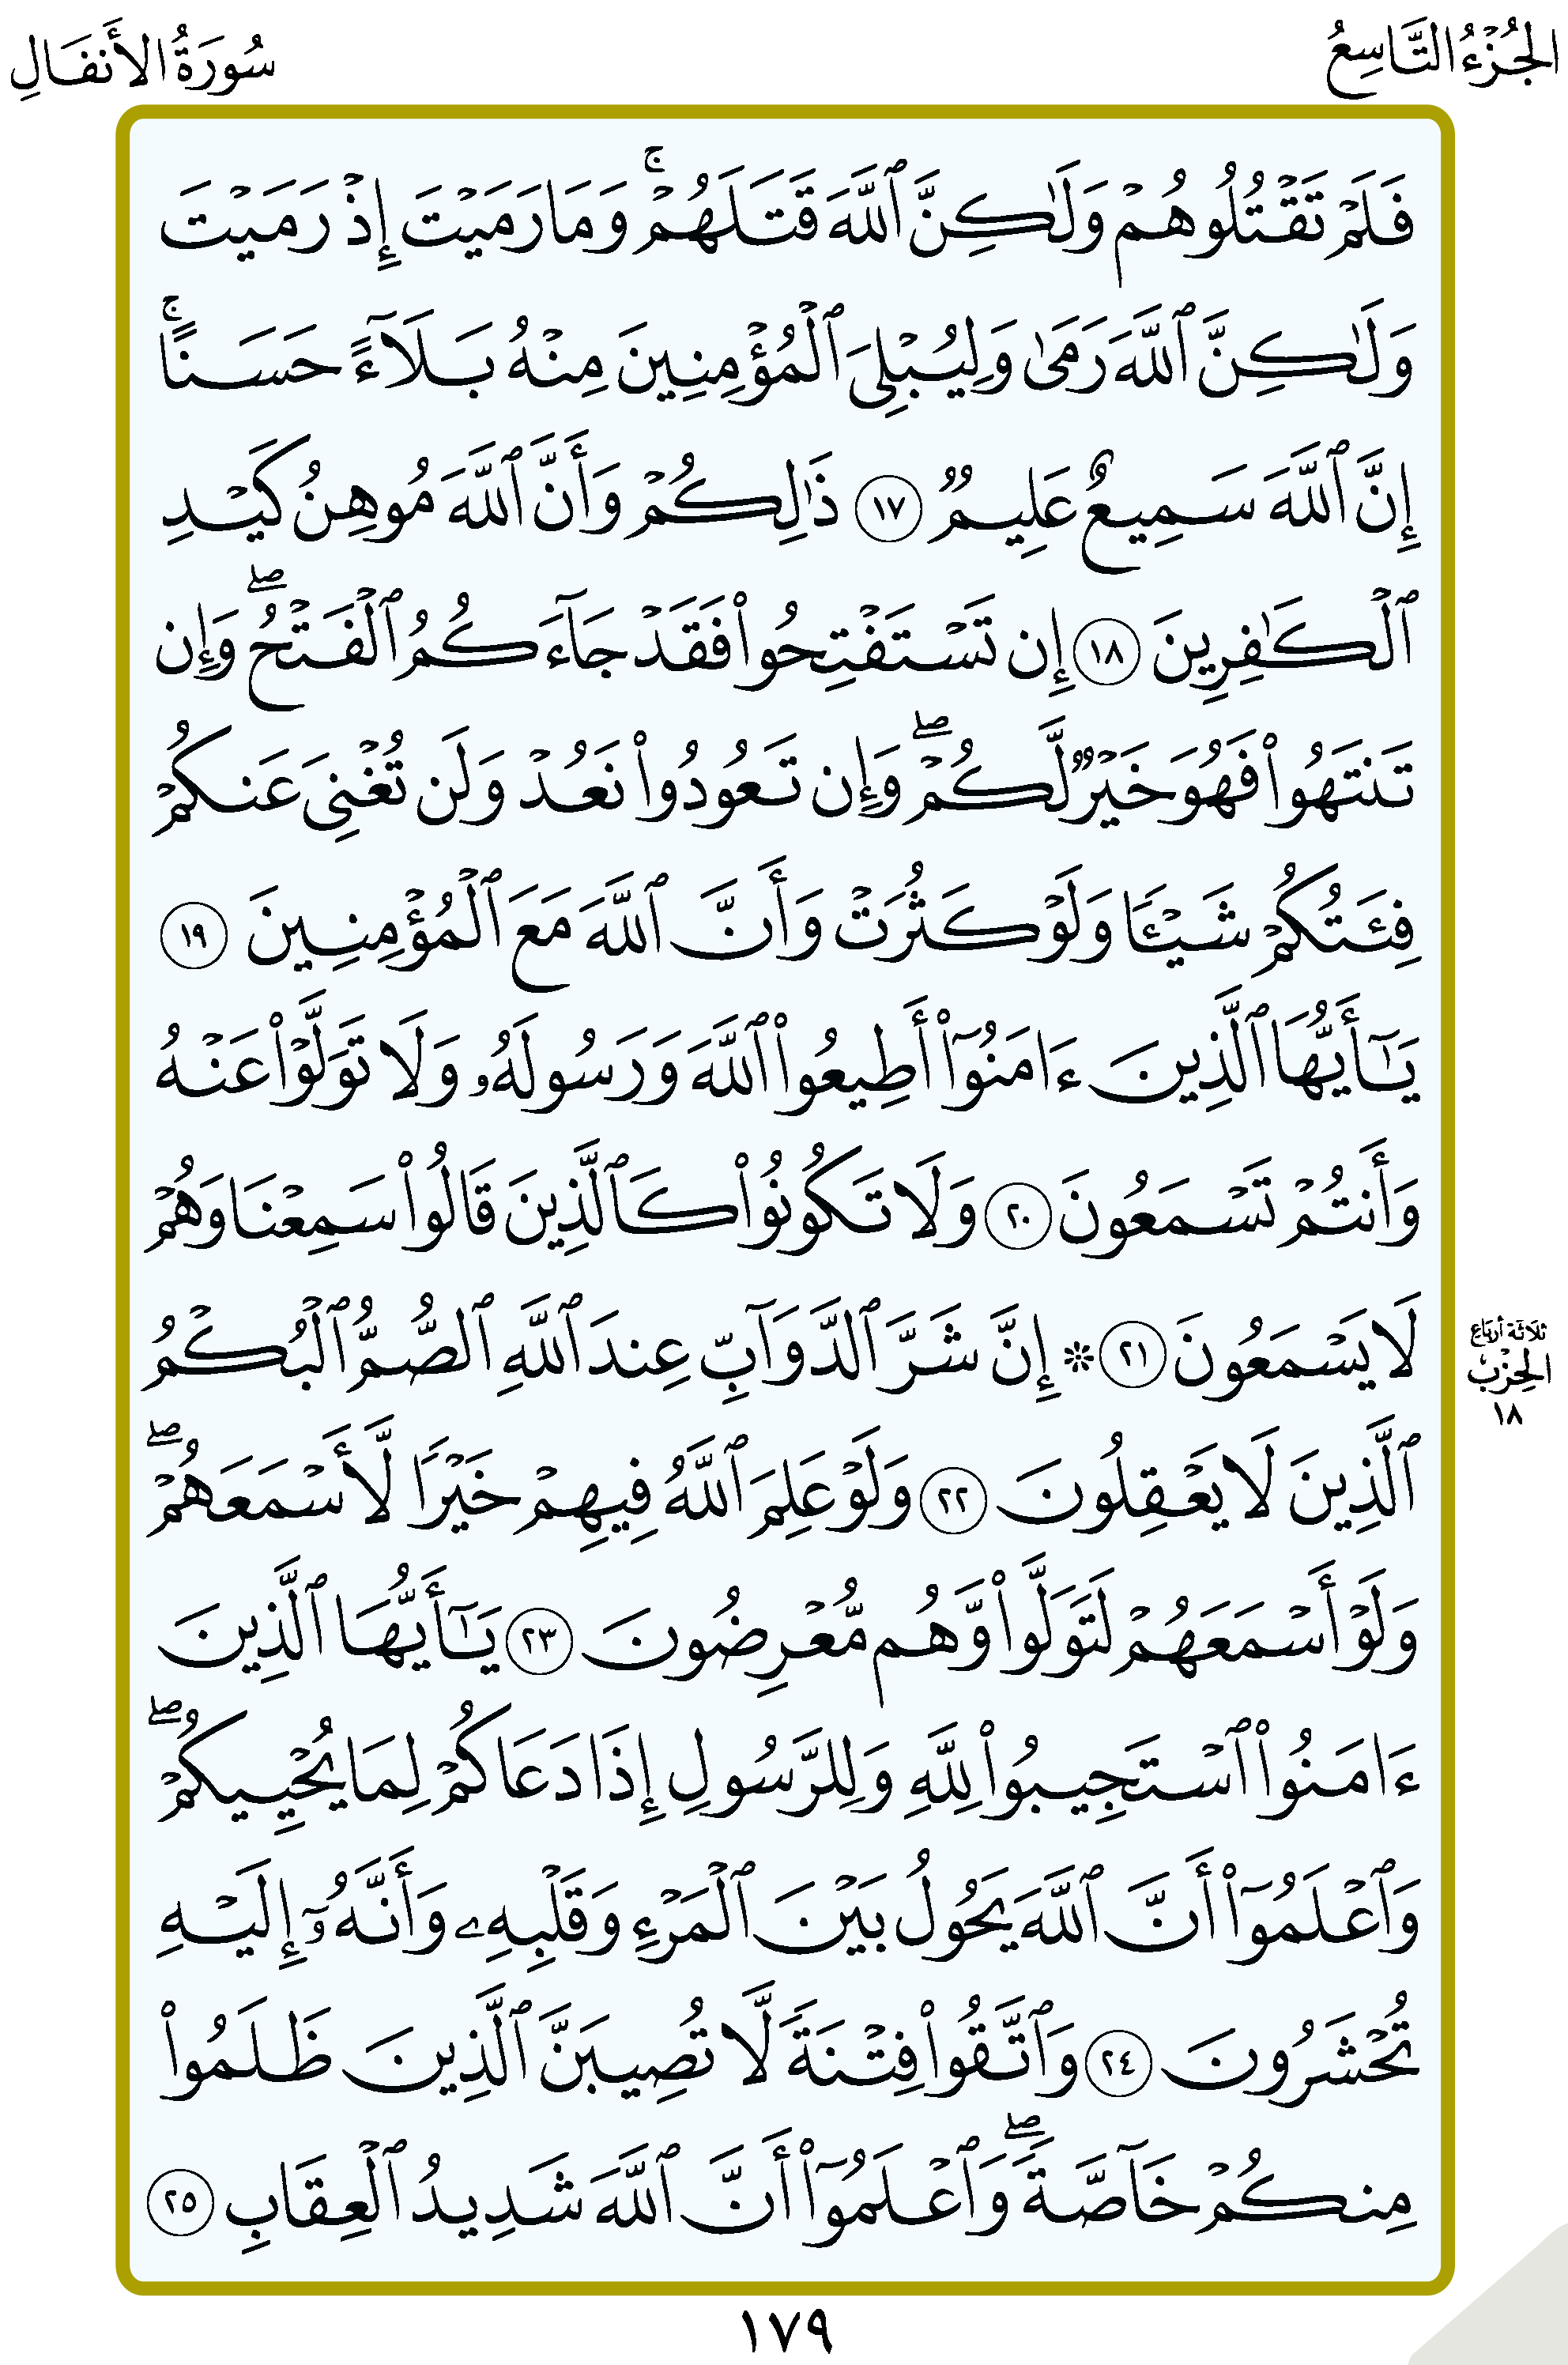 الجُزْءُ التَّاسِعُ
سُورَةُ الأَنفَالِ
فَلَمۡ تَقۡتُلُوهُمۡ وَلَٰكِنَّ ٱللَّهَ قَتَلَهُمۡۚ وَمَا رَمَيۡتَ إِذۡ رَمَيۡتَ
وَلَٰكِنَّ ٱللَّهَ رَمَىٰ وَلِيُبۡلِيَ ٱلۡمُؤۡمِنِينَ مِنۡهُ بَلَآءً حَسَنًاۚ
إِنَّ ٱللَّهَ سَمِيعٌ عَلِيمٞ ١٧ ذَٰلِكُمۡ وَأَنَّ ٱللَّهَ مُوهِنُ كَيۡدِ
ٱلۡكَٰفِرِينَ ١٨ إِن تَسۡتَفۡتِحُواْ فَقَدۡ جَآءَكُمُ ٱلۡفَتۡحُۖ وَإِن
تَنتَهُواْ فَهُوَ خَيۡرٞ لَّكُمۡۖ وَإِن تَعُودُواْ نَعُدۡ وَلَن تُغۡنِيَ عَنكُمۡ
فِئَتُكُمۡ شَيۡـٔٗا وَلَوۡ كَثُرَتۡ وَأَنَّ ٱللَّهَ مَعَ ٱلۡمُؤۡمِنِينَ ١٩
يَٰٓأَيُّهَا ٱلَّذِينَ ءَامَنُوٓاْ أَطِيعُواْ ٱللَّهَ وَرَسُولَهُۥ وَلَا تَوَلَّوۡاْ عَنۡهُ
وَأَنتُمۡ تَسۡمَعُونَ ٢٠ وَلَا تَكُونُواْ كَٱلَّذِينَ قَالُواْ سَمِعۡنَا وَهُمۡ
لَا يَسۡمَعُونَ ٢١ ۞ إِنَّ شَرَّ ٱلدَّوَآبِّ عِندَ ٱللَّهِ ٱلصُّمُّ ٱلۡبُكۡمُ
ثلاثة أرباع
الحِزْب
١٨
ٱلَّذِينَ لَا يَعۡقِلُونَ ٢٢ وَلَوۡ عَلِمَ ٱللَّهُ فِيهِمۡ خَيۡرٗا لَّأَسۡمَعَهُمۡۖ
وَلَوۡ أَسۡمَعَهُمۡ لَتَوَلَّواْ وَّهُم مُّعۡرِضُونَ ٢٣ يَٰٓأَيُّهَا ٱلَّذِينَ
ءَامَنُواْ ٱسۡتَجِيبُواْ لِلَّهِ وَلِلرَّسُولِ إِذَا دَعَاكُمۡ لِمَا يُحۡيِيكُمۡۖ
وَٱعۡلَمُوٓاْ أَنَّ ٱللَّهَ يَحُولُ بَيۡنَ ٱلۡمَرۡءِ وَقَلۡبِهِۦ وَأَنَّهُۥٓ إِلَيۡهِ
تُحۡشَرُونَ ٢٤ وَٱتَّقُواْ فِتۡنَةٗ لَّا تُصِيبَنَّ ٱلَّذِينَ ظَلَمُواْ
مِنكُمۡ خَآصَّةٗۖ وَٱعۡلَمُوٓاْ أَنَّ ٱللَّهَ شَدِيدُ ٱلۡعِقَابِ ٢٥
١٧٩